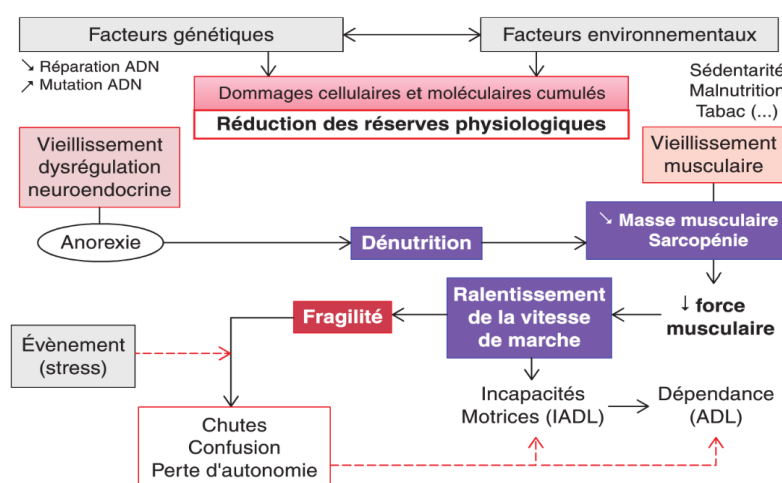 Facteurs génétiques
Facteurs environnementaux
↘ Réparation ADN
↗ Mutation ADN
Dommages cellulaires et moléculaires cumulés
Réduction des réserves physiologiques
Sédentarité
Malnutrition
Tabac (...)
Vieillissement
dysrégulation
neuroendocrine
Vieillissement
musculaire
Anorexie
Dénutrition
↘ Masse musculaire
Sarcopénie
Fragilité
Ralentissement
de la vitesse
de marche
↓ force
musculaire
Évènement
(stress)
Incapacités
Motrices (IADL)
Dépendance
(ADL)
Chutes
Confusion
Perte d'autonomie